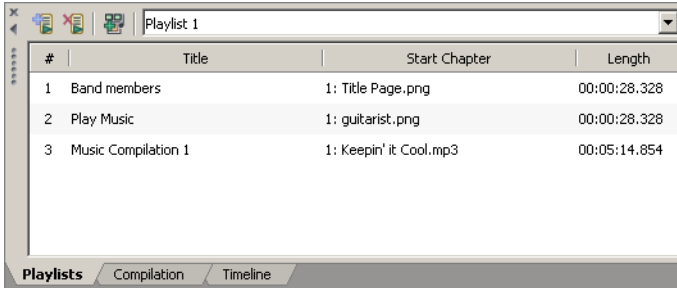 Playlist 1
# Title Start Chapter Length
1 Band members 1: Title Page.png 00:00:28.328
2 Play Music 1: guitarist.png 00:00:28.328
3 Music Compilation 1 1: Keepin' it Cool.mp3 00:05:14.854
Playlists Compilation Timeline